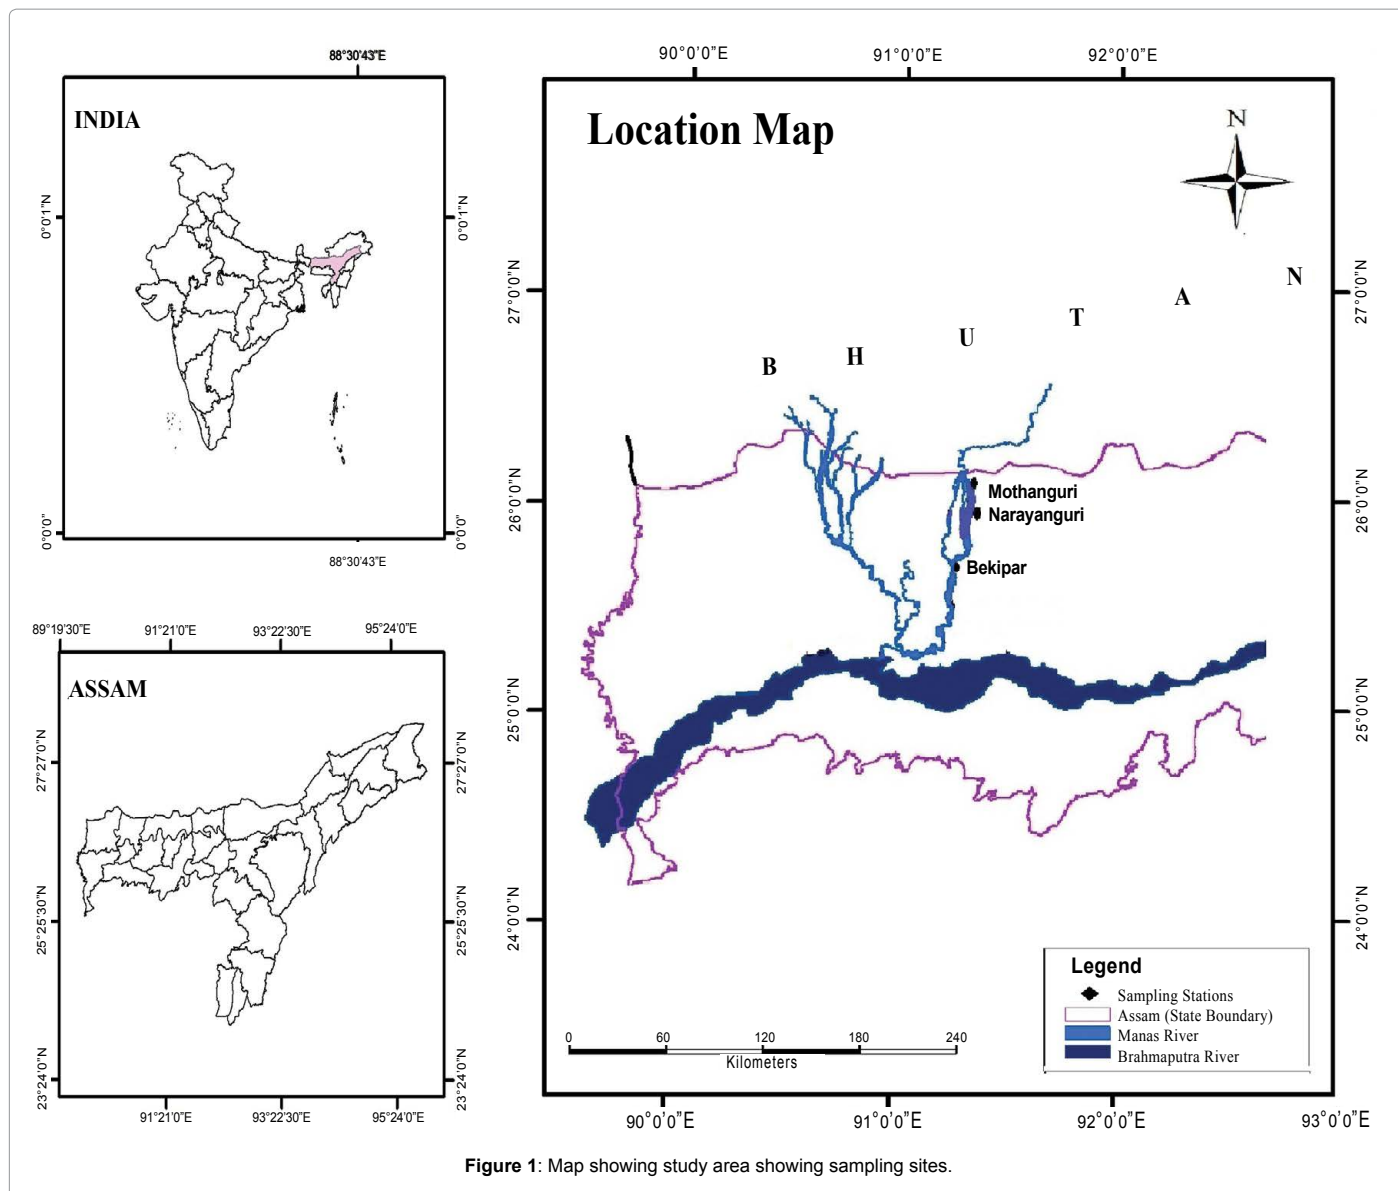 88°30'43"E
INDIA
0°0'1"N
0°0'1"N
0°0'0"
0°0'0"N
88°30'43"E
89°19'30"E
91°21'0"E
93°22'30"E
95°24'0"E
ASSAM
27°27'0"N
27°27'0"N
25°25'30"N
25°25'30"N
23°24'0"N
23°24'0"N
91°21'0"E
93°22'30"E
95°24'0"E
90°0'0"E
91°0'0"E
92°0'0"E
Location Map
N
27°0'0"N
27°0'0"N
B H U T A N
26°0'0"N
26°0'0"N
Mothanguri
Narayanguri
Bekipar
25°0'0"N
25°0'0"N
24°0'0"N
24°0'0"N
Legend
Sampling Stations
Assam (State Boundary)
Manas River
Brahmaputra River
0 60 120 180 240
Kilometers
90°0'0"E
91°0'0"E
92°0'0"E
93°0'0"E
Figure 1: Map showing study area showing sampling sites.